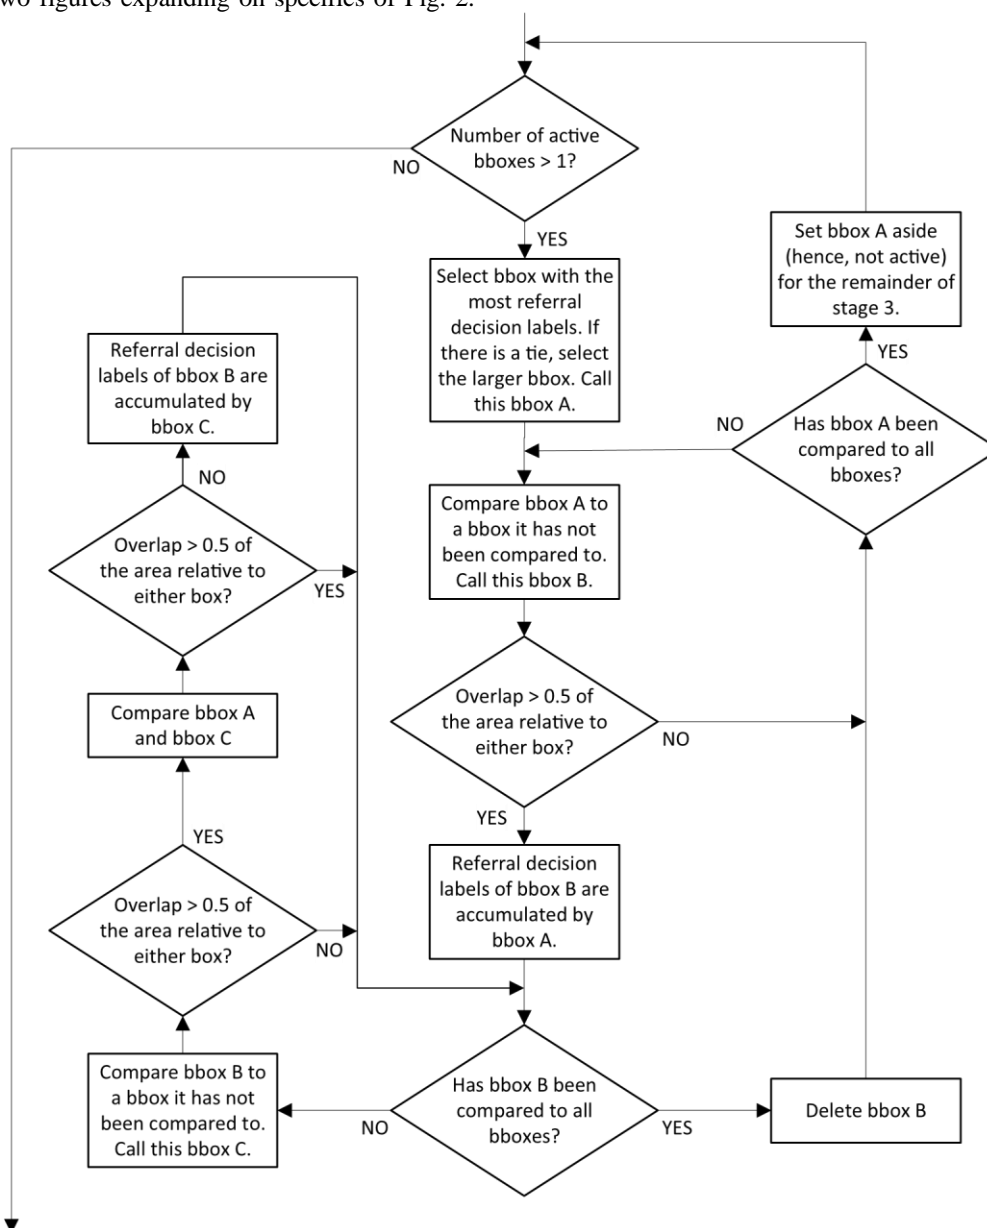 wo figures expanding on specifics of Fig. 2.
Number of active
bboxes > 1?
NO
YES
Select bbox with the
most referral
decision labels. If
there is a tie, select
the larger bbox. Call
this bbox A.
Set bbox A aside
(hence, not active)
for the remainder of
stage 3.
YES
Has bbox A been
compared to all
bboxes?
NO
Compare bbox A to
a bbox it has not
been compared to.
Call this bbox B.
Overlap > 0.5 of
the area relative to
either box?
NO
YES
Referral decision
labels of bbox B are
accumulated by
bbox A.
Has bbox B been
compared to all
bboxes?
YES
Delete bbox B
NO
Compare bbox B to
a bbox it has not
been compared to.
Call this bbox C.
Overlap > 0.5 of
the area relative to
either box?
NO
YES
Compare bbox A
and bbox C
Overlap > 0.5 of
the area relative to
either box?
YES
NO
Referral decision
labels of bbox B are
accumulated by
bbox C.